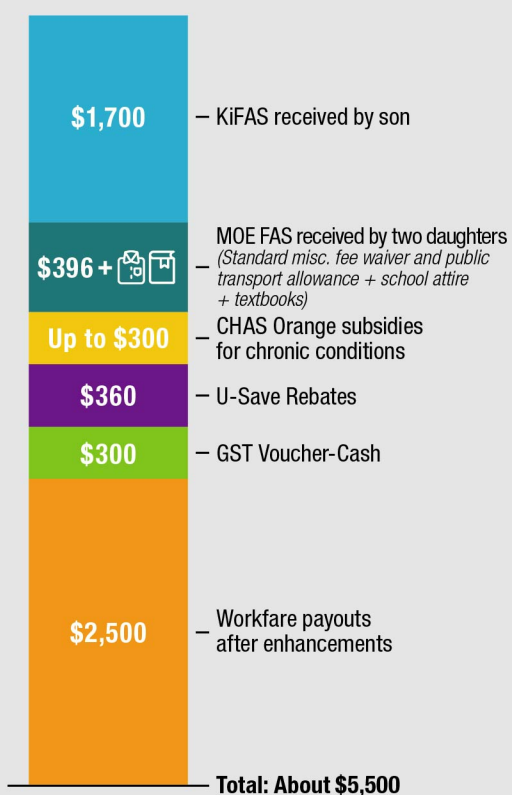 $1,700
KiFAS received by son
$396 +
MOE FAS received by two daughters
(Standard misc. fee waiver and public
transport allowance + school attire
+ textbooks)
Up to $300
CHAS Orange subsidies
for chronic conditions
$360
U-Save Rebates
$300
GST Voucher-Cash
$2,500
Workfare payouts
after enhancements
Total: About $5,500